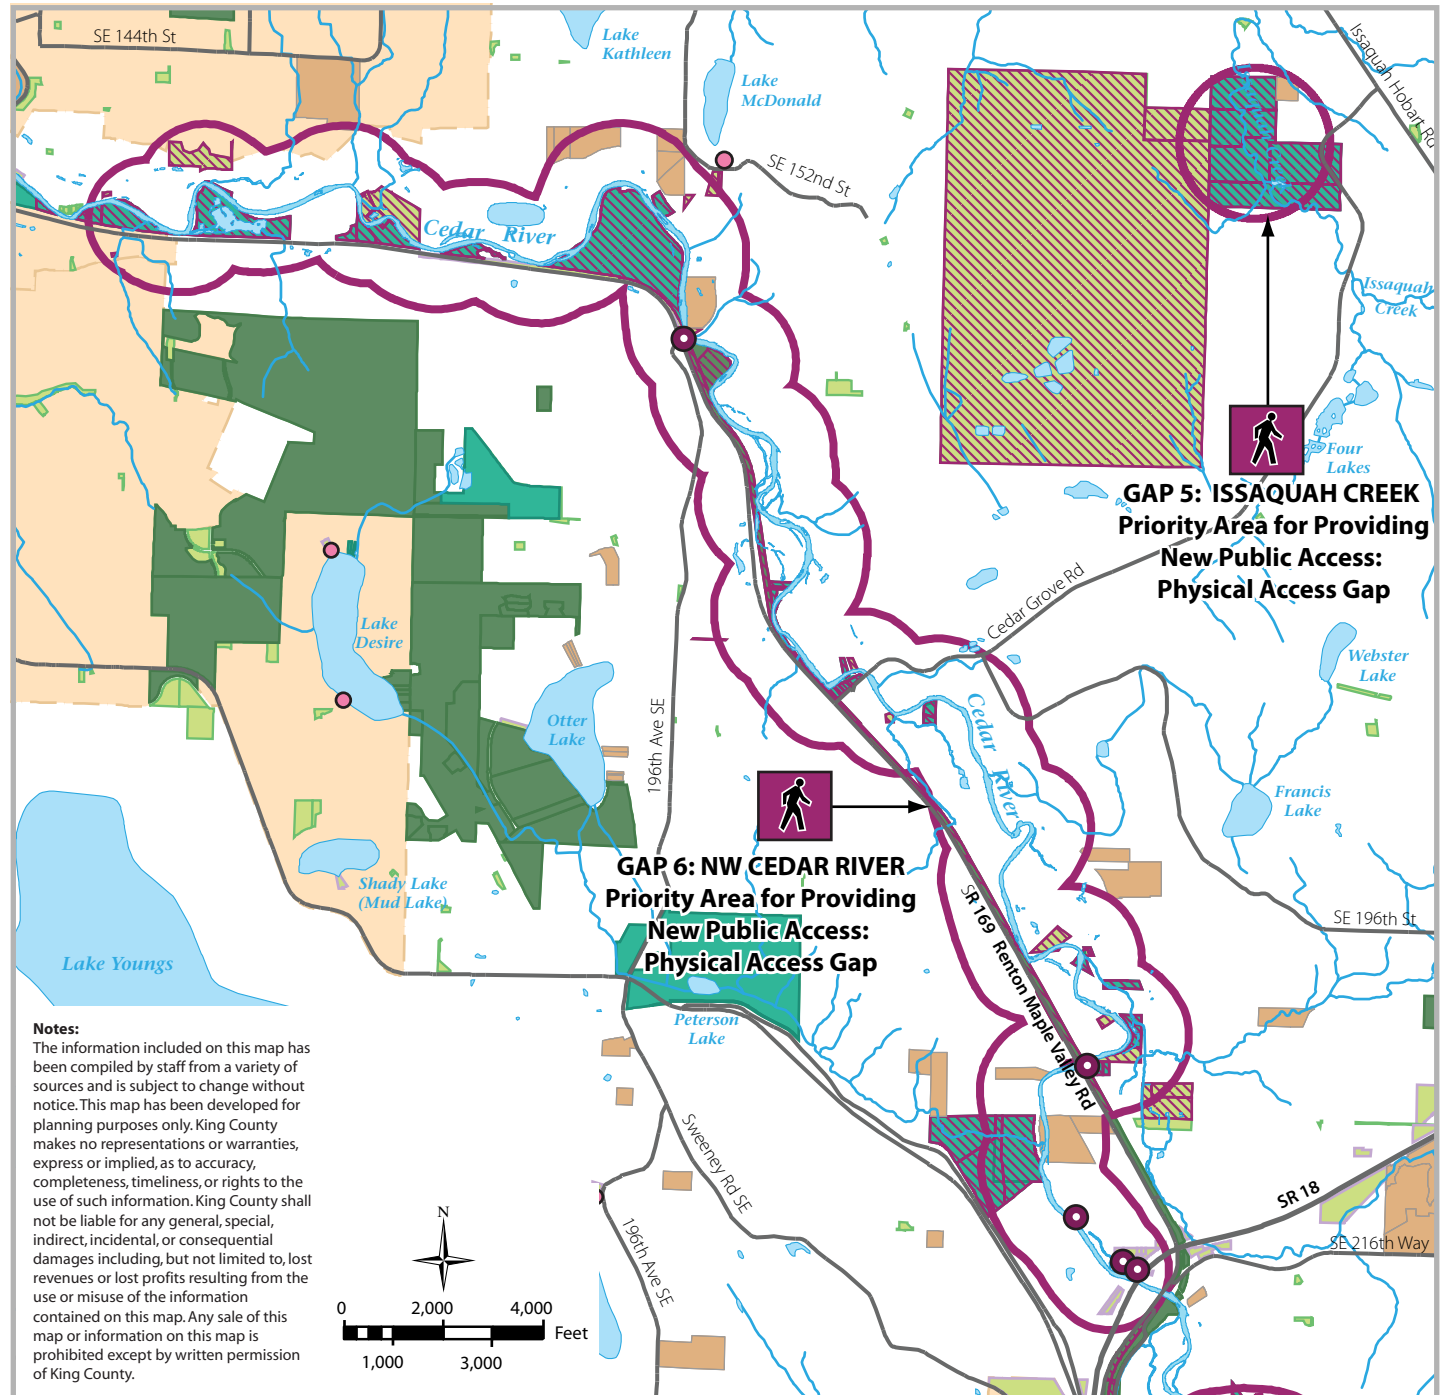 SE 144th St
Lake
Kathleen
Lake
McDonald
Issaquah Hobart Rd
SE 152nd St
Cedar River
Issaquah
Creek
Four
Lakes
GAP 5: ISSAQUAH CREEK
Priority Area for Providing
New Public Access:
Physical Access Gap
Cedar Grove Rd
Lake
Desire
Webster
Lake
Otter
Lake
196th Ave SE
Cedar River
Francis
Lake
GAP 6: NW CEDAR RIVER
Priority Area for Providing
New Public Access:
Physical Access Gap
Shady Lake
(Mud Lake)
SR 169 Renton Maple Valley Rd
SE 196th St
Lake Youngs
Peterson
Lake
Notes:
The information included on this map has
been compiled by staff from a variety of
sources and is subject to change without
notice. This map has been developed for
planning purposes only. King County
makes no representations or warranties,
express or implied, as to accuracy,
completeness, timeliness, or rights to the
use of such information. King County shall
not be liable for any general, special,
indirect, incidental, or consequential
damages including, but not limited to, lost
revenues or lost profits resulting from the
use or misuse of the information
contained on this map. Any sale of this
map or information on this map is
prohibited except by written permission
of King County.
Sweeney Rd SE
196th Ave SE
SR 18
SE 216th Way
N
0 2,000 4,000
Feet
1,000 3,000